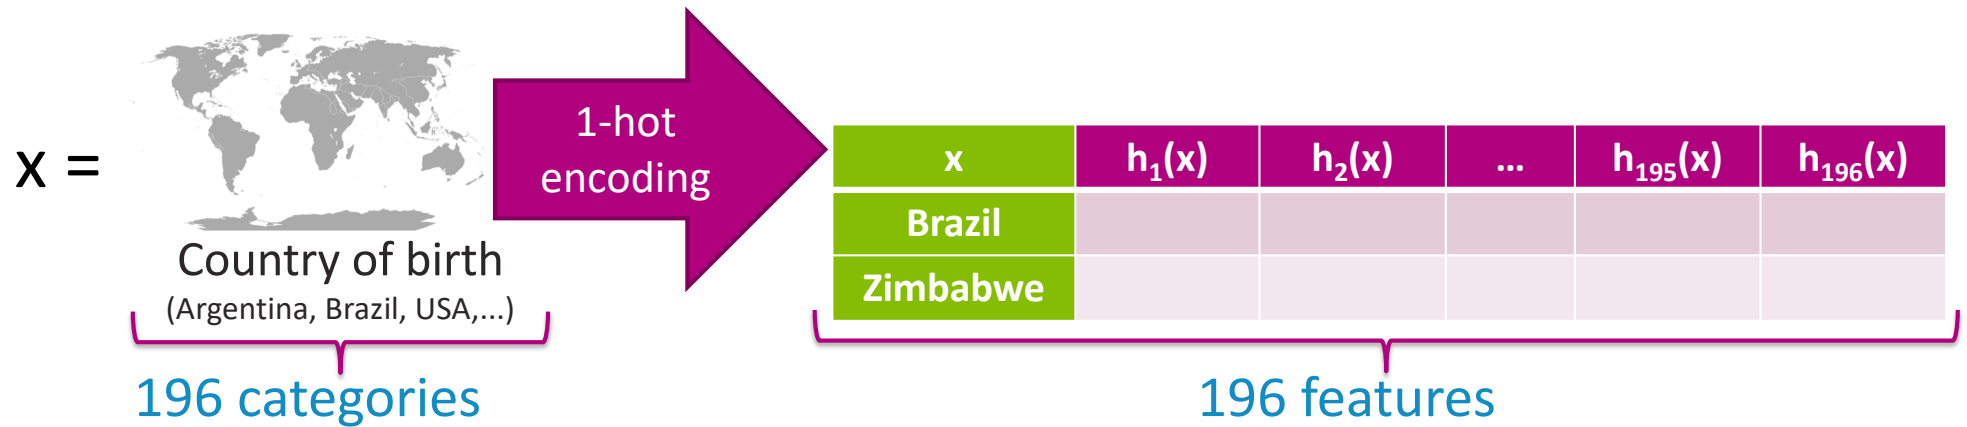 x =
Country of birth
(Argentina, Brazil, USA,...)
196 categories
1-hot
encoding
x h₁(x) h₂(x) ... h₁₉₅(x) h₁₉₆(x)
Brazil
Zimbabwe
196 features